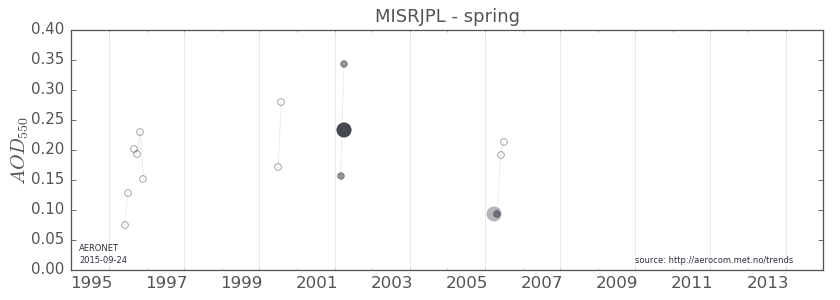 MISRJPL - spring
0.40
0.35
0.30
0.25
0.20
0.15
0.10
0.05
0.00
AOD550
AERONET
2015-09-24
source: http://aerocom.met.no/trends
1995 1997 1999 2001 2003 2005 2007 2009 2011 2013